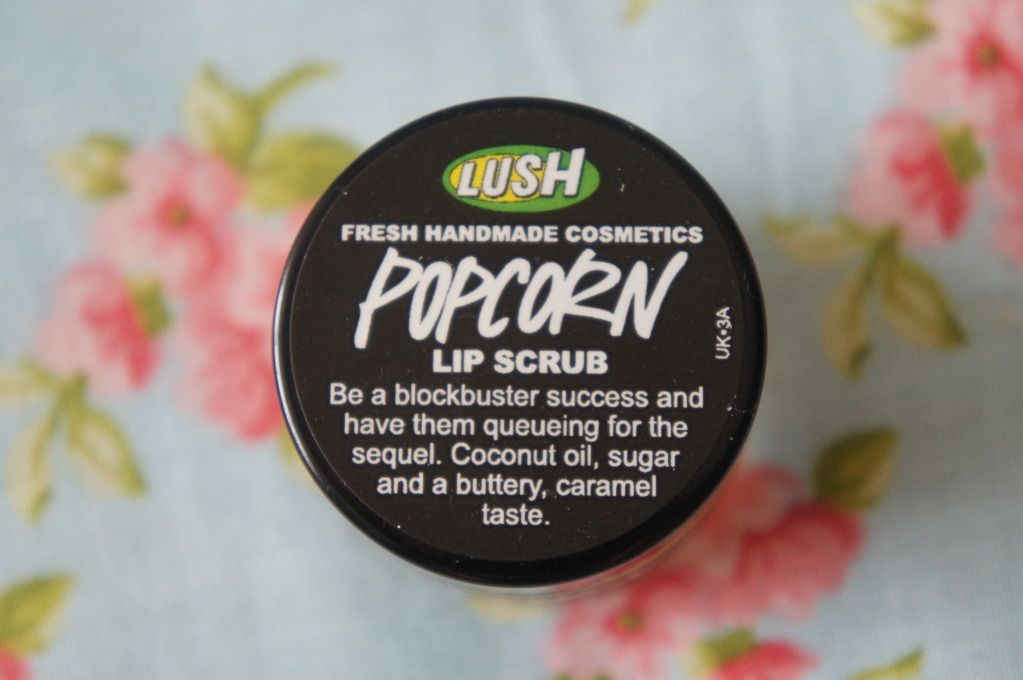 LUSH
FRESH HANDMADE COSMETICS
POPCORN
LIP SCRUB
Be a blockbuster success and
have them queueing for the
sequel. Coconut oil, sugar
and a buttery, caramel
taste.
UK•3A